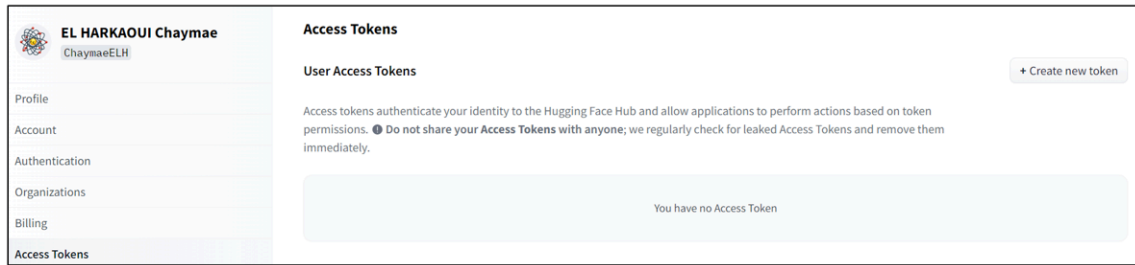 EL HARKAOUI Chaymae
ChaymaeELH
Profile
Account
Authentication
Organizations
Billing
Access Tokens
Access Tokens
User Access Tokens
+ Create new token
Access tokens authenticate your identity to the Hugging Face Hub and allow applications to perform actions based on token
permissions. Do not share your Access Tokens with anyone; we regularly check for leaked Access Tokens and remove them
immediately.
You have no Access Token